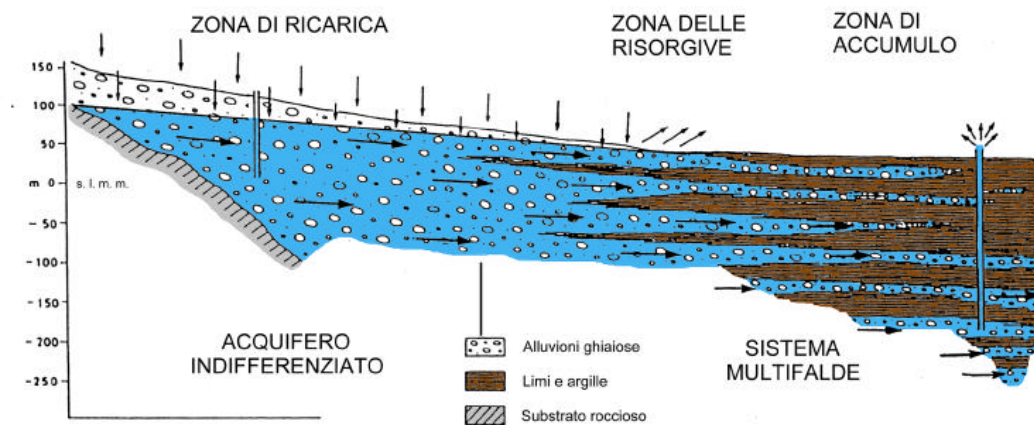 ZONA DI RICARICA
ZONA DELLE
RISORGIVE
ZONA DI
ACCUMULO
150
100
50
m 0
s. l. m. m.
- 50
- 100
- 150
- 200
-250
ACQUIFERO
INDIFFERENZIATO
Alluvioni ghiaiose
Limi e argille
Substrato roccioso
SISTEMA
MULTIFALDE